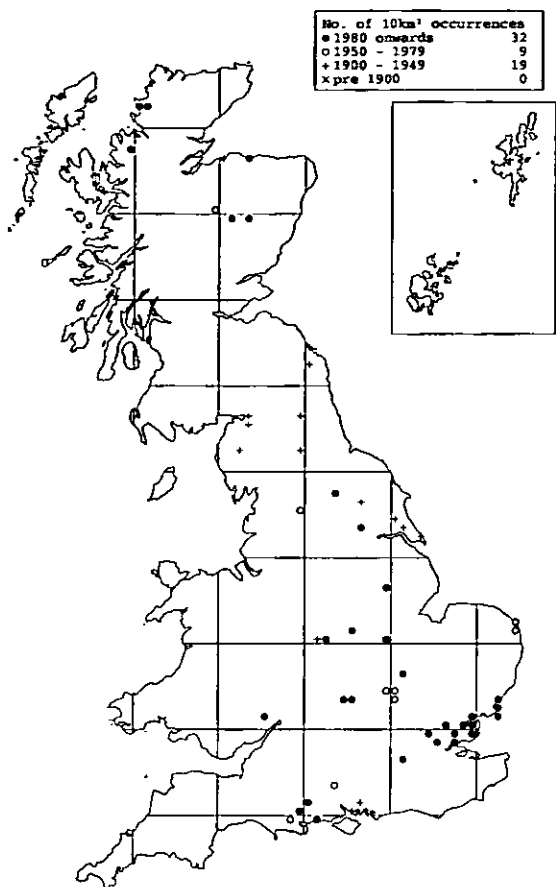 No. of 10km² occurrences
● 1980 onwards 32
○ 1950 - 1979 9
+ 1900 - 1949 19
x pre 1900 0